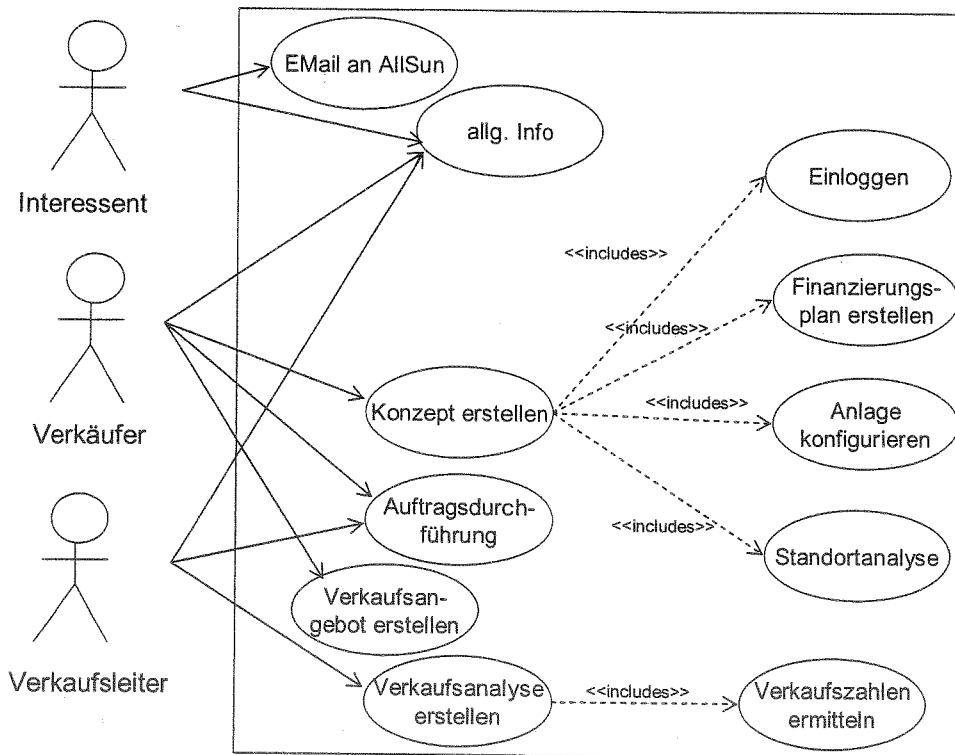 EMail an AllSun
allg. Info
Interessent
Einloggen
<<includes>>
Finanzierungs-
plan erstellen
<<includes>>
Verkäufer
Konzept erstellen
<<includes>>
Anlage
konfigurieren
Auftragsdurch-
führung
<<includes>>
Standortanalyse
Verkaufsan-
gebot erstellen
Verkaufsleiter
Verkaufsanalyse
erstellen
<<includes>>
Verkaufszahlen
ermitteln